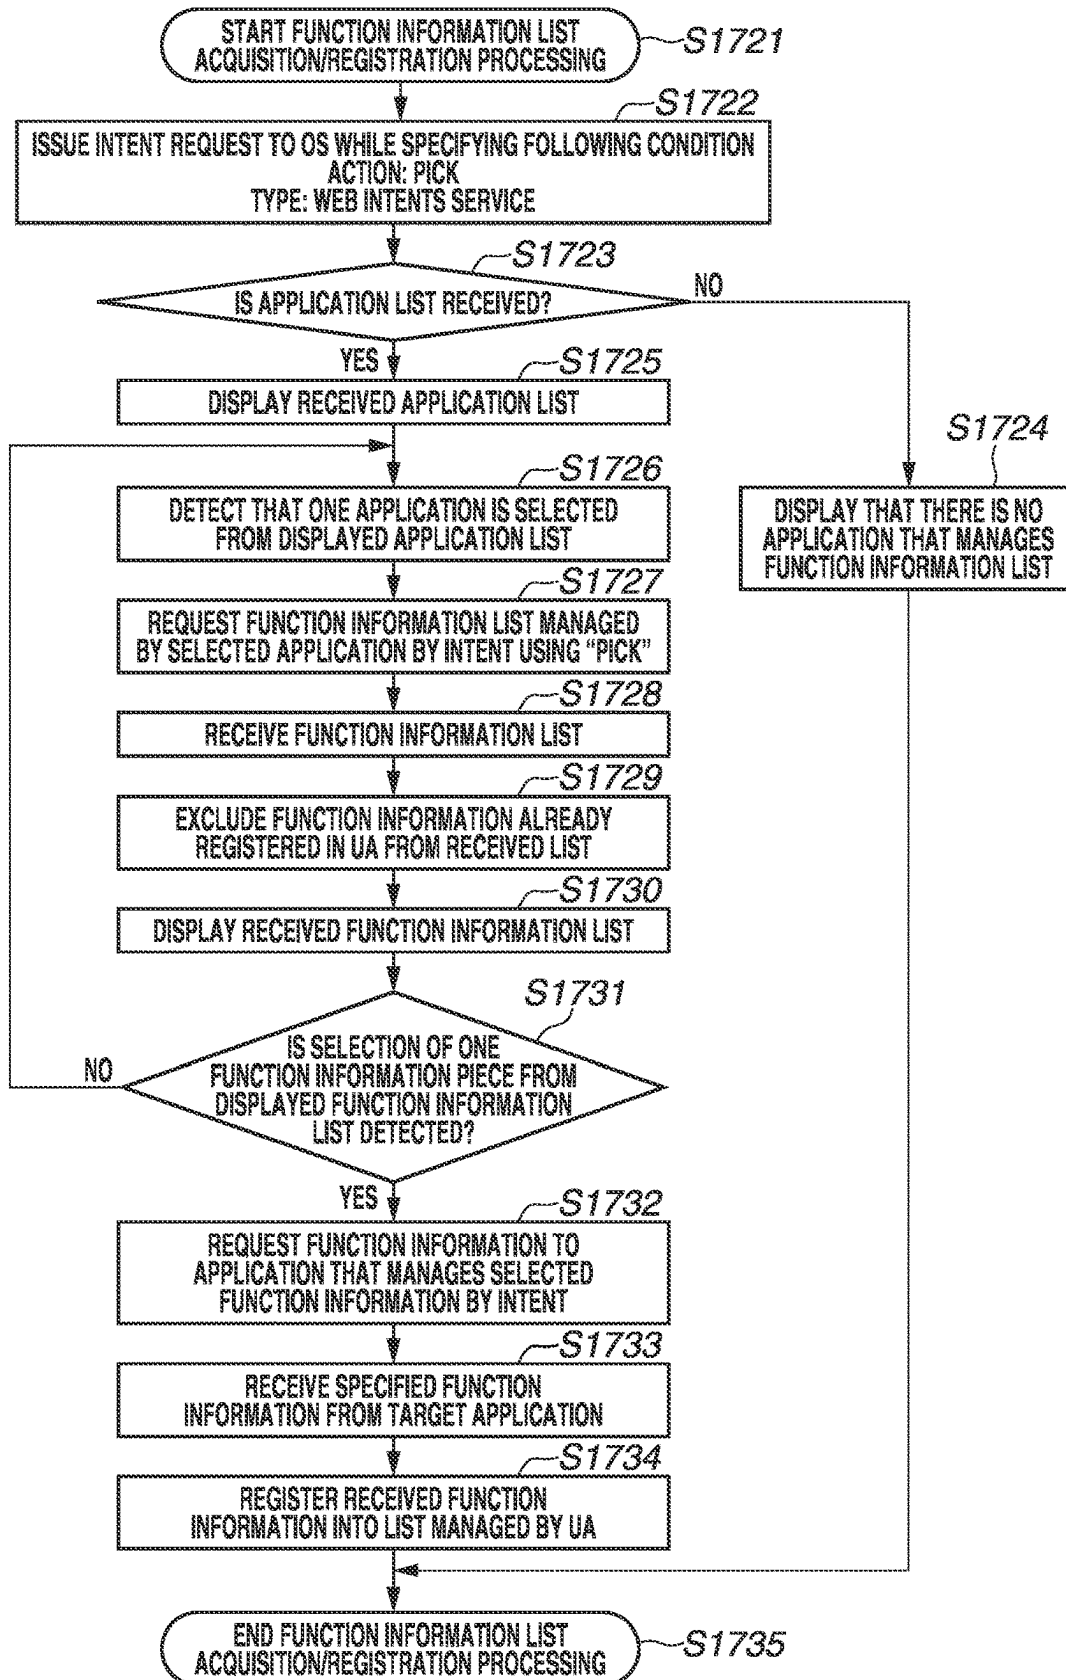 START FUNCTION INFORMATION LIST
ACQUISITION/REGISTRATION PROCESSING
S1721
S1722
ISSUE INTENT REQUEST TO OS WHILE SPECIFYING FOLLOWING CONDITION
ACTION: PICK
TYPE: WEB INTENTS SERVICE
S1723
IS APPLICATION LIST RECEIVED?
NO
YES
S1725
DISPLAY RECEIVED APPLICATION LIST
S1724
DISPLAY THAT THERE IS NO
APPLICATION THAT MANAGES
FUNCTION INFORMATION LIST
S1726
DETECT THAT ONE APPLICATION IS SELECTED
FROM DISPLAYED APPLICATION LIST
S1727
REQUEST FUNCTION INFORMATION LIST MANAGED
BY SELECTED APPLICATION BY INTENT USING “PICK”
S1728
RECEIVE FUNCTION INFORMATION LIST
S1729
EXCLUDE FUNCTION INFORMATION ALREADY
REGISTERED IN UA FROM RECEIVED LIST
S1730
DISPLAY RECEIVED FUNCTION INFORMATION LIST
S1731
IS SELECTION OF ONE
FUNCTION INFORMATION PIECE FROM
DISPLAYED FUNCTION INFORMATION
LIST DETECTED?
NO
YES
S1732
REQUEST FUNCTION INFORMATION TO
APPLICATION THAT MANAGES SELECTED
FUNCTION INFORMATION BY INTENT
S1733
RECEIVE SPECIFIED FUNCTION
INFORMATION FROM TARGET APPLICATION
S1734
REGISTER RECEIVED FUNCTION
INFORMATION INTO LIST MANAGED BY UA
END FUNCTION INFORMATION LIST
ACQUISITION/REGISTRATION PROCESSING
S1735